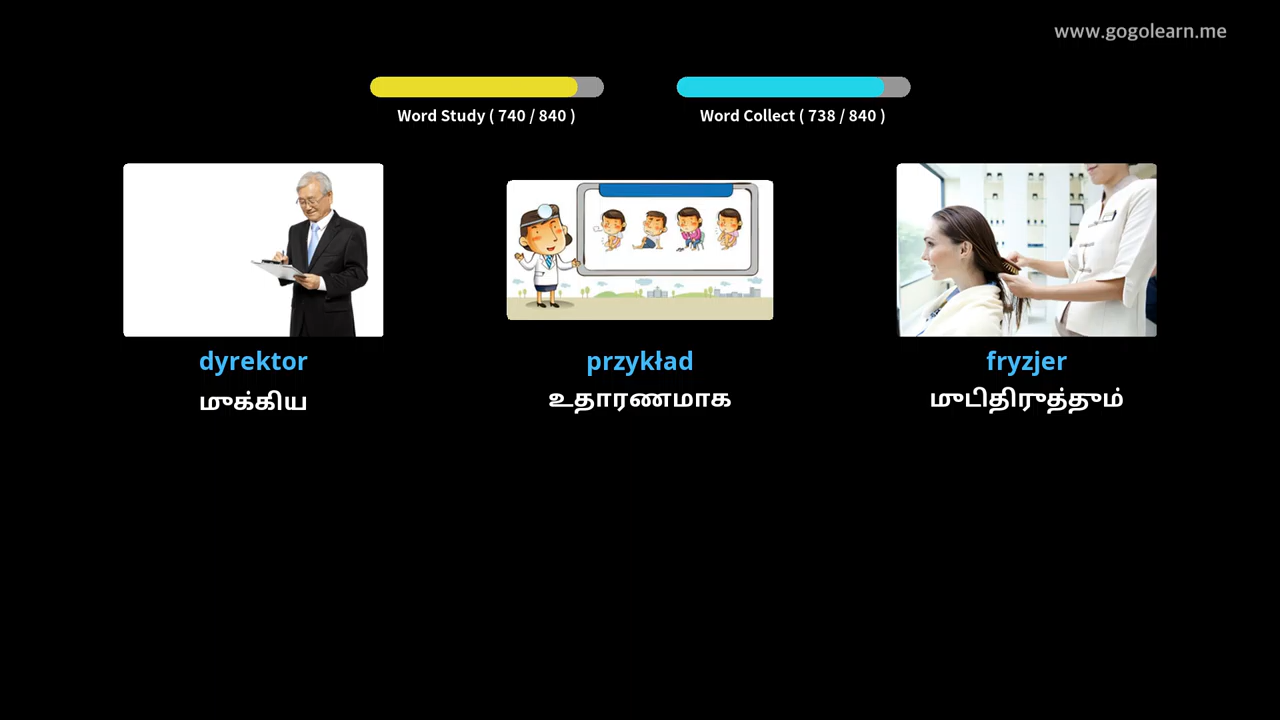 www.gogolearn.me
Word Study ( 740 / 840 )
Word Collect ( 738 / 840 )
dyrektor
przykład
fryzjer
முக்கிய
உதாரணமாக
முடிதிருத்தும்